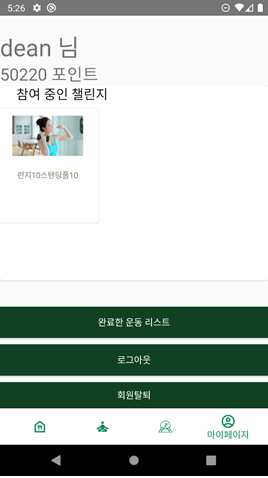 5:26
dean 님
50220 포인트
참여 중인 챌린지
런지10스탠딩풀10
완료한 운동 리스트
로그아웃
회원탈퇴
마이페이지